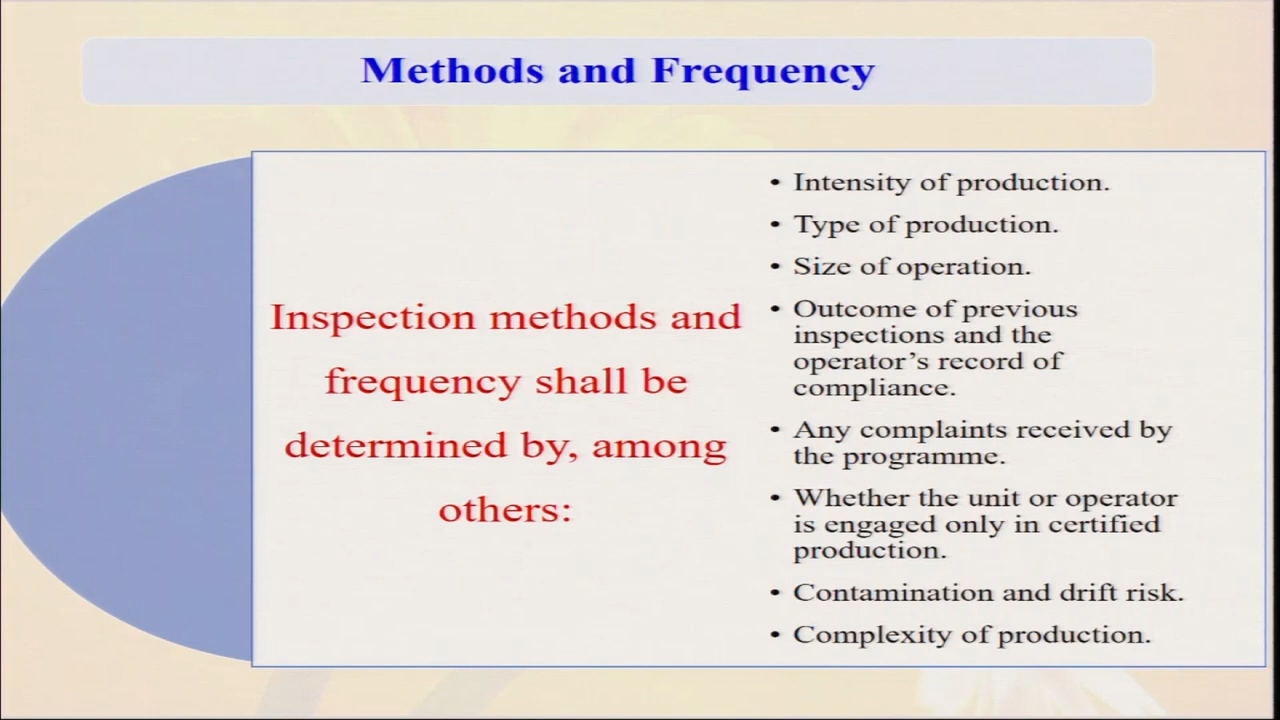 Methods and Frequency
Inspection methods and
frequency shall be
determined by, among
others:
• Intensity of production.
• Type of production.
• Size of operation.
• Outcome of previous
inspections and the
operator's record of
compliance.
• Any complaints received by
the programme.
• Whether the unit or operator
is engaged only in certified
production.
• Contamination and drift risk.
• Complexity of production.